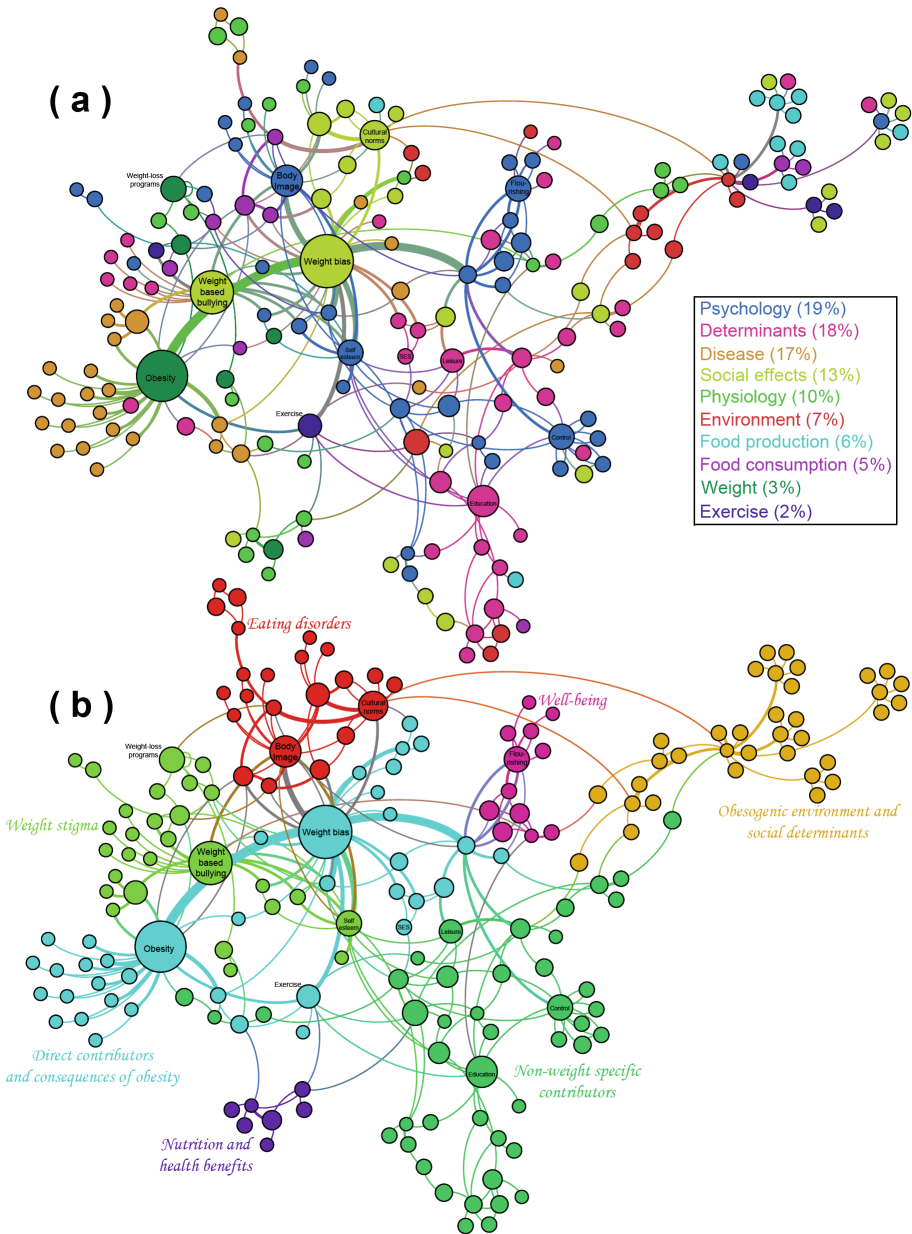 ( a )
Cultural
norms
Weight-loss
programs
Body
Image
Flou-
rishing
Weight bias
Weight
based
bullying
Self
esteem
SES
Leisure
Obesity
Exercise
Control
Education
Psychology (19%)
Determinants (18%)
Disease (17%)
Social effects (13%)
Physiology (10%)
Environment (7%)
Food production (6%)
Food consumption (5%)
Weight (3%)
Exercise (2%)
( b )
Eating disorders
Cultural
norms
Well-being
Weight-loss
programs
Body
Image
Flou-
rishing
Weight stigma
Weight bias
Obesogenic environment and
social determinants
Weight
based
bullying
Self
esteem
SES
Leisure
Obesity
Exercise
Control
Direct contributors
and consequences of obesity
Education
Non-weight specific
contributors
Nutrition and
health benefits